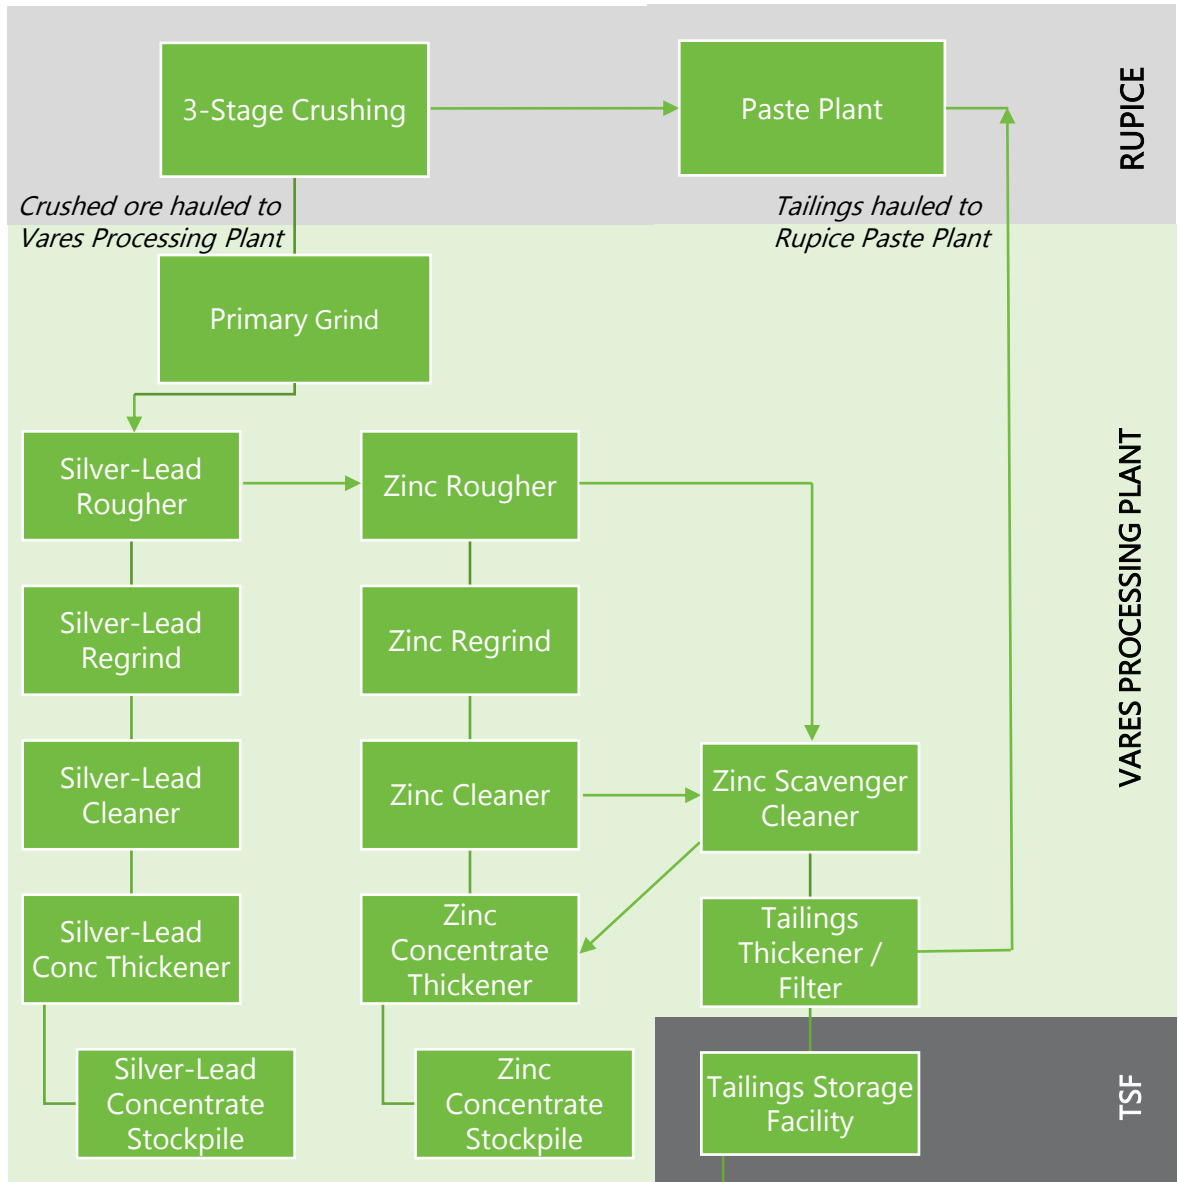 3-Stage Crushing
Paste Plant
RUPICE
Crushed ore hauled to
Vares Processing Plant
Tailings hauled to
Rupice Paste Plant
Primary Grind
Silver-Lead
Rougher
Zinc Rougher
VARES PROCESSING PLANT
Silver-Lead
Regrind
Zinc Regrind
Silver-Lead
Cleaner
Zinc Cleaner
Zinc Scavenger
Cleaner
Silver-Lead
Conc Thickener
Zinc
Concentrate
Thickener
Tailings
Thickener /
Filter
Silver-Lead
Concentrate
Stockpile
Zinc
Concentrate
Stockpile
Tailings Storage
Facility
TSF